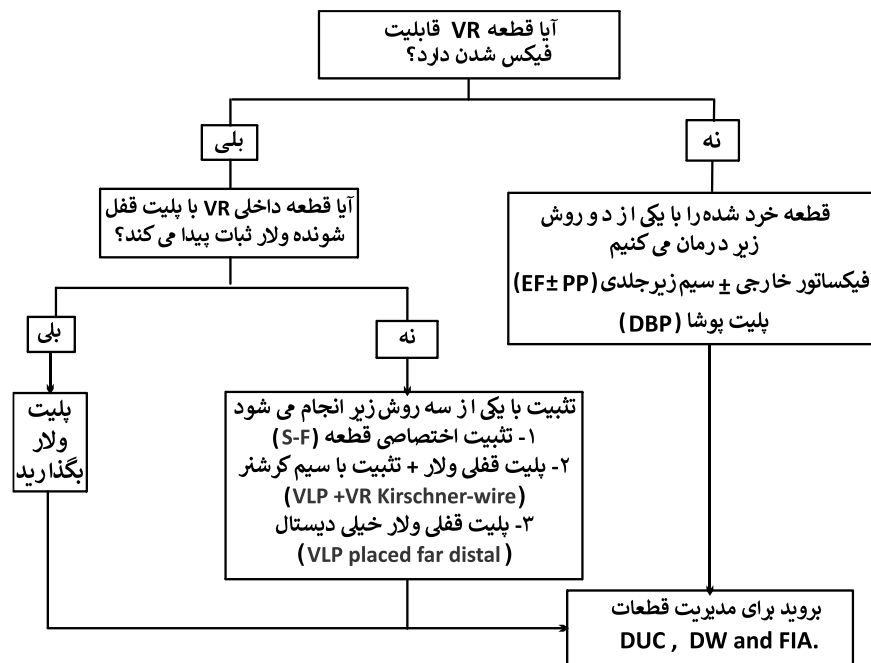 آیا قطعه VR قابلیت
فیکس شدن دارد؟
بلی
نه
آیا قطعه داخلی VR با پلیت قفل
شونده ولار ثبات پیدا می کند؟
قطعه خرد شده را با یکی از دو روش
زیر درمان می کنیم
فیکساتور خارجی ± سیم زیرجلدی (EF± PP)
پلیت پوشا (DBP)
بلی
نه
پلیت
ولار
بگذارید
تثبیت با یکی از سه روش زیر انجام می شود
۱- تثبیت اختصاصی قطعه (S-F)
۲- پلیت قفلی ولار + تثبیت با سیم کرشنر
(VLP +VR Kirschner-wire)
۳- پلیت قفلی ولار خیلی دیستال
(VLP placed far distal)
بروید برای مدیریت قطعات
DUC , DW and FIA.